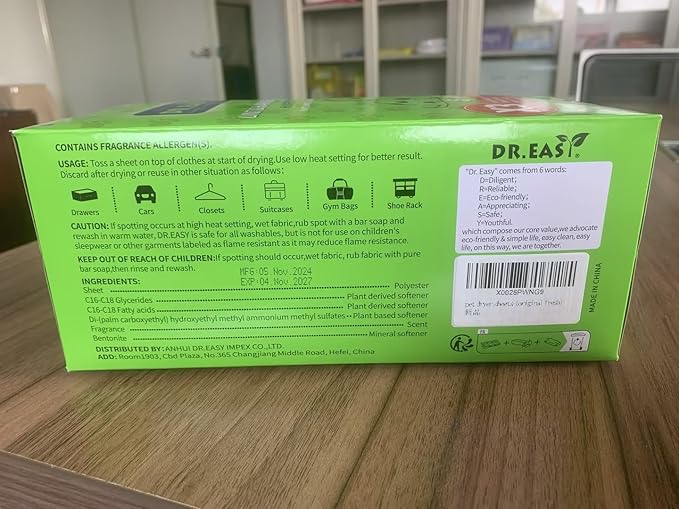 CONTAINS FRAGRANCE ALLERGEN(S).
USAGE: Toss a sheet on top of clothes at start of drying.Use low heat setting for better result.
Discard after drying or reuse in other situation as follows:
Drawers
Cars
Closets
Suitcases
Gym Bags
Shoe Rack
CAUTION: If spotting occurs at high heat setting, wet fabric,rub spot with a bar soap and
rewash in warm water, DR.EASY is safe for all washables, but is not for use on children's
sleepwear or other garments labeled as flame resistant as it may reduce flame resistance.
KEEP OUT OF REACH OF CHILDREN:If spotting should occur,wet fabric, rub fabric with pure
bar soap,then rinse and rewash.
MFG:05.Nov.2024
EXP:04.Nov.2027
INGREDIENTS:
Sheet Polyester
C16-C18 Glycerides Plant derived softener
C16-C18 Fatty acids Plant derived softener
Di-(palm carboxyethyl) hydroxyethyl methyl ammonium methyl sulfates Plant based softener
Fragrance Scent
Bentonite Mineral softener
DISTRIBUTED BY: ANHUI DR.EASY IMPEX CO.,LTD.
ADD: Room1903, Cbd Plaza, No.365 Changjiang Middle Road, Hefei, China
DR.EASY
"Dr. Easy" comes from 6 words:
D=Diligent;
R=Reliable;
E=Eco-friendly;
A=Appreciating;
S=Safe;
Y=Youthful.
which compose our core value,we advocate
eco-friendly & simple life, easy clean, easy
life, on this way, we are together.
X0026PWNG9
pet dryer sheets (original fresh)
新品
MADE IN CHINA
FR